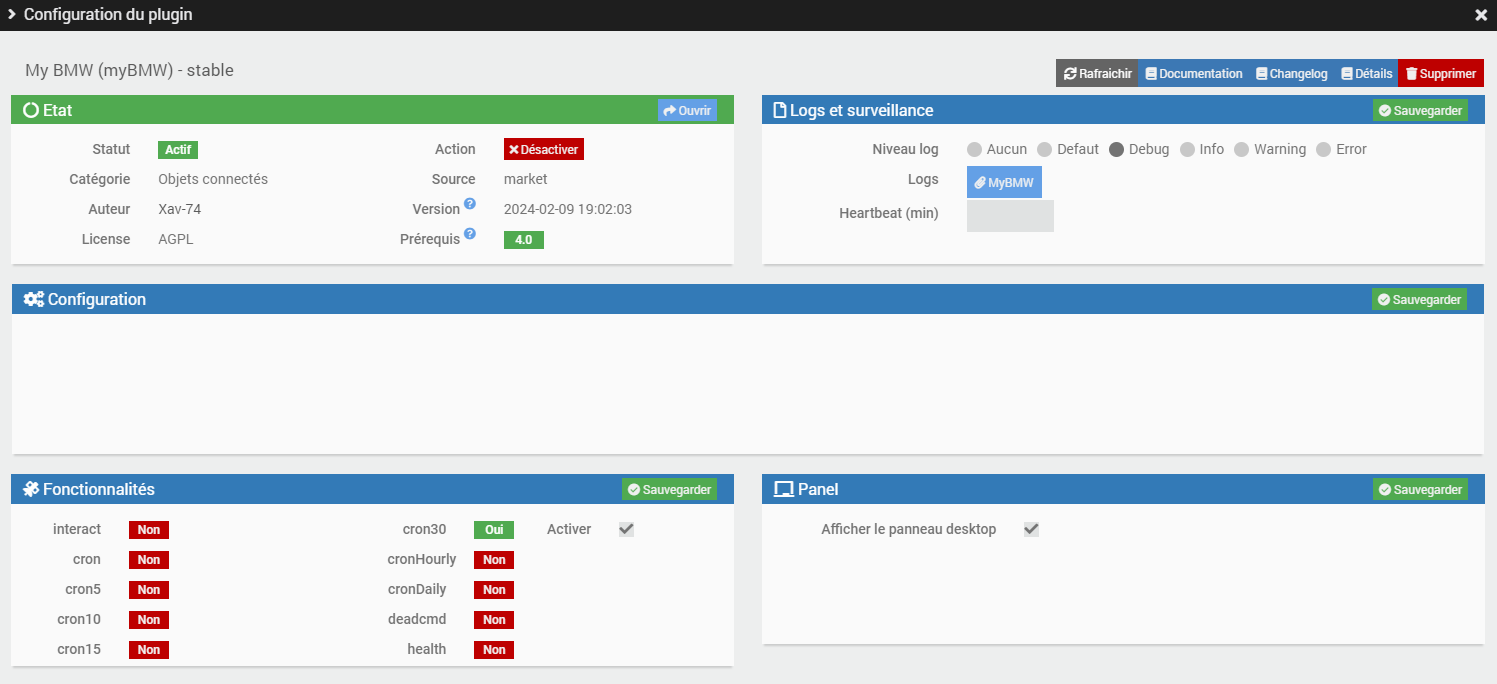 Configuration du plugin
My BMW (myBMW) - stable
Rafraichir Documentation Changelog Détails Supprimer
Etat Ouvrir
Statut Actif Action Désactiver
Catégorie Objets connectés Source market
Auteur Xav-74 Version ? 2024-02-09 19:02:03
License AGPL Prérequis ? 4.0
Logs et surveillance Sauvegarder
Niveau log Aucun Defaut Debug Info Warning Error
Logs MyBMW
Heartbeat (min)
Configuration Sauvegarder
Fonctionnalités Sauvegarder
interact Non cron30 Oui Activer
cron Non cronHourly Non
cron5 Non cronDaily Non
cron10 Non deadcmd Non
cron15 Non health Non
Panel Sauvegarder
Afficher le panneau desktop